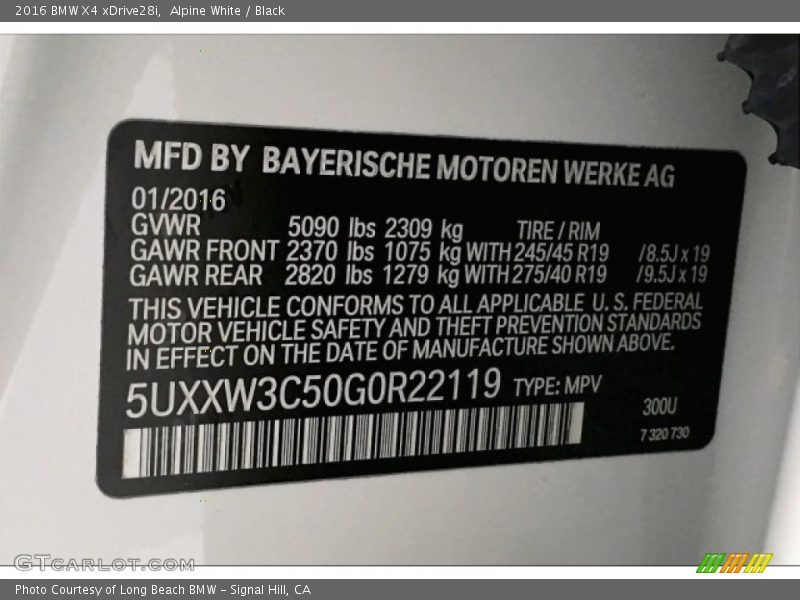 2016 BMW X4 xDrive28i,  Alpine White / Black
MFD BY BAYERISCHE MOTOREN WERKE AG
01/2016
GVWR 5090 lbs 2309 kg TIRE / RIM
GAWR FRONT 2370 lbs 1075 kg WITH 245/45 R19 /8.5J x 19
GAWR REAR 2820 lbs 1279 kg WITH 275/40 R19 /9.5J x 19
THIS VEHICLE CONFORMS TO ALL APPLICABLE U. S. FEDERAL
MOTOR VEHICLE SAFETY AND THEFT PREVENTION STANDARDS
IN EFFECT ON THE DATE OF MANUFACTURE SHOWN ABOVE.
5UXXW3C50G0R22119 TYPE: MPV
300U
7 320 730
GTCARLOT.COM
Photo Courtesy of Long Beach BMW - Signal Hill, CA